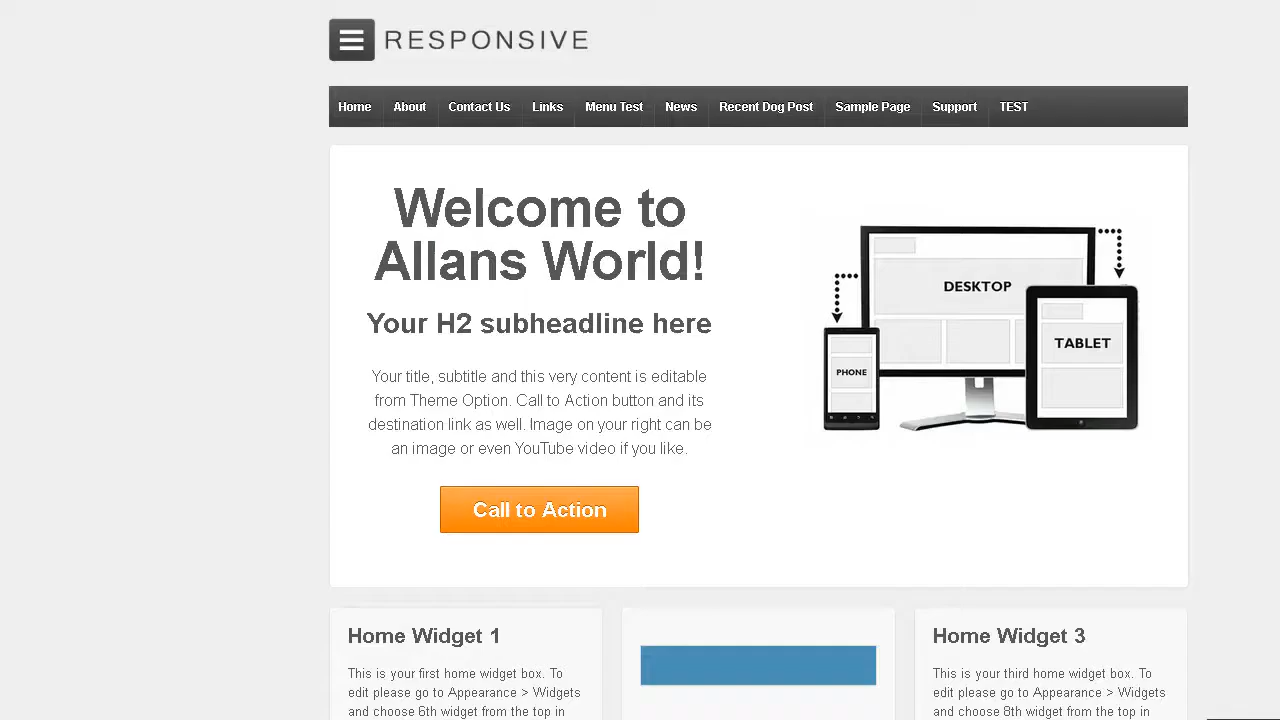 RESPONSIVE
Home About Contact Us Links Menu Test News Recent Dog Post Sample Page Support TEST
Welcome to
Allans World!
Your H2 subheadline here
Your title, subtitle and this very content is editable
from Theme Option. Call to Action button and its
destination link as well. Image on your right can be
an image or even YouTube video if you like.
Call to Action
DESKTOP
TABLET
PHONE
Home Widget 1
This is your first home widget box. To
edit please go to Appearance > Widgets
and choose 6th widget from the top in
Home Widget 3
This is your third home widget box. To
edit please go to Appearance > Widgets
and choose 8th widget from the top in